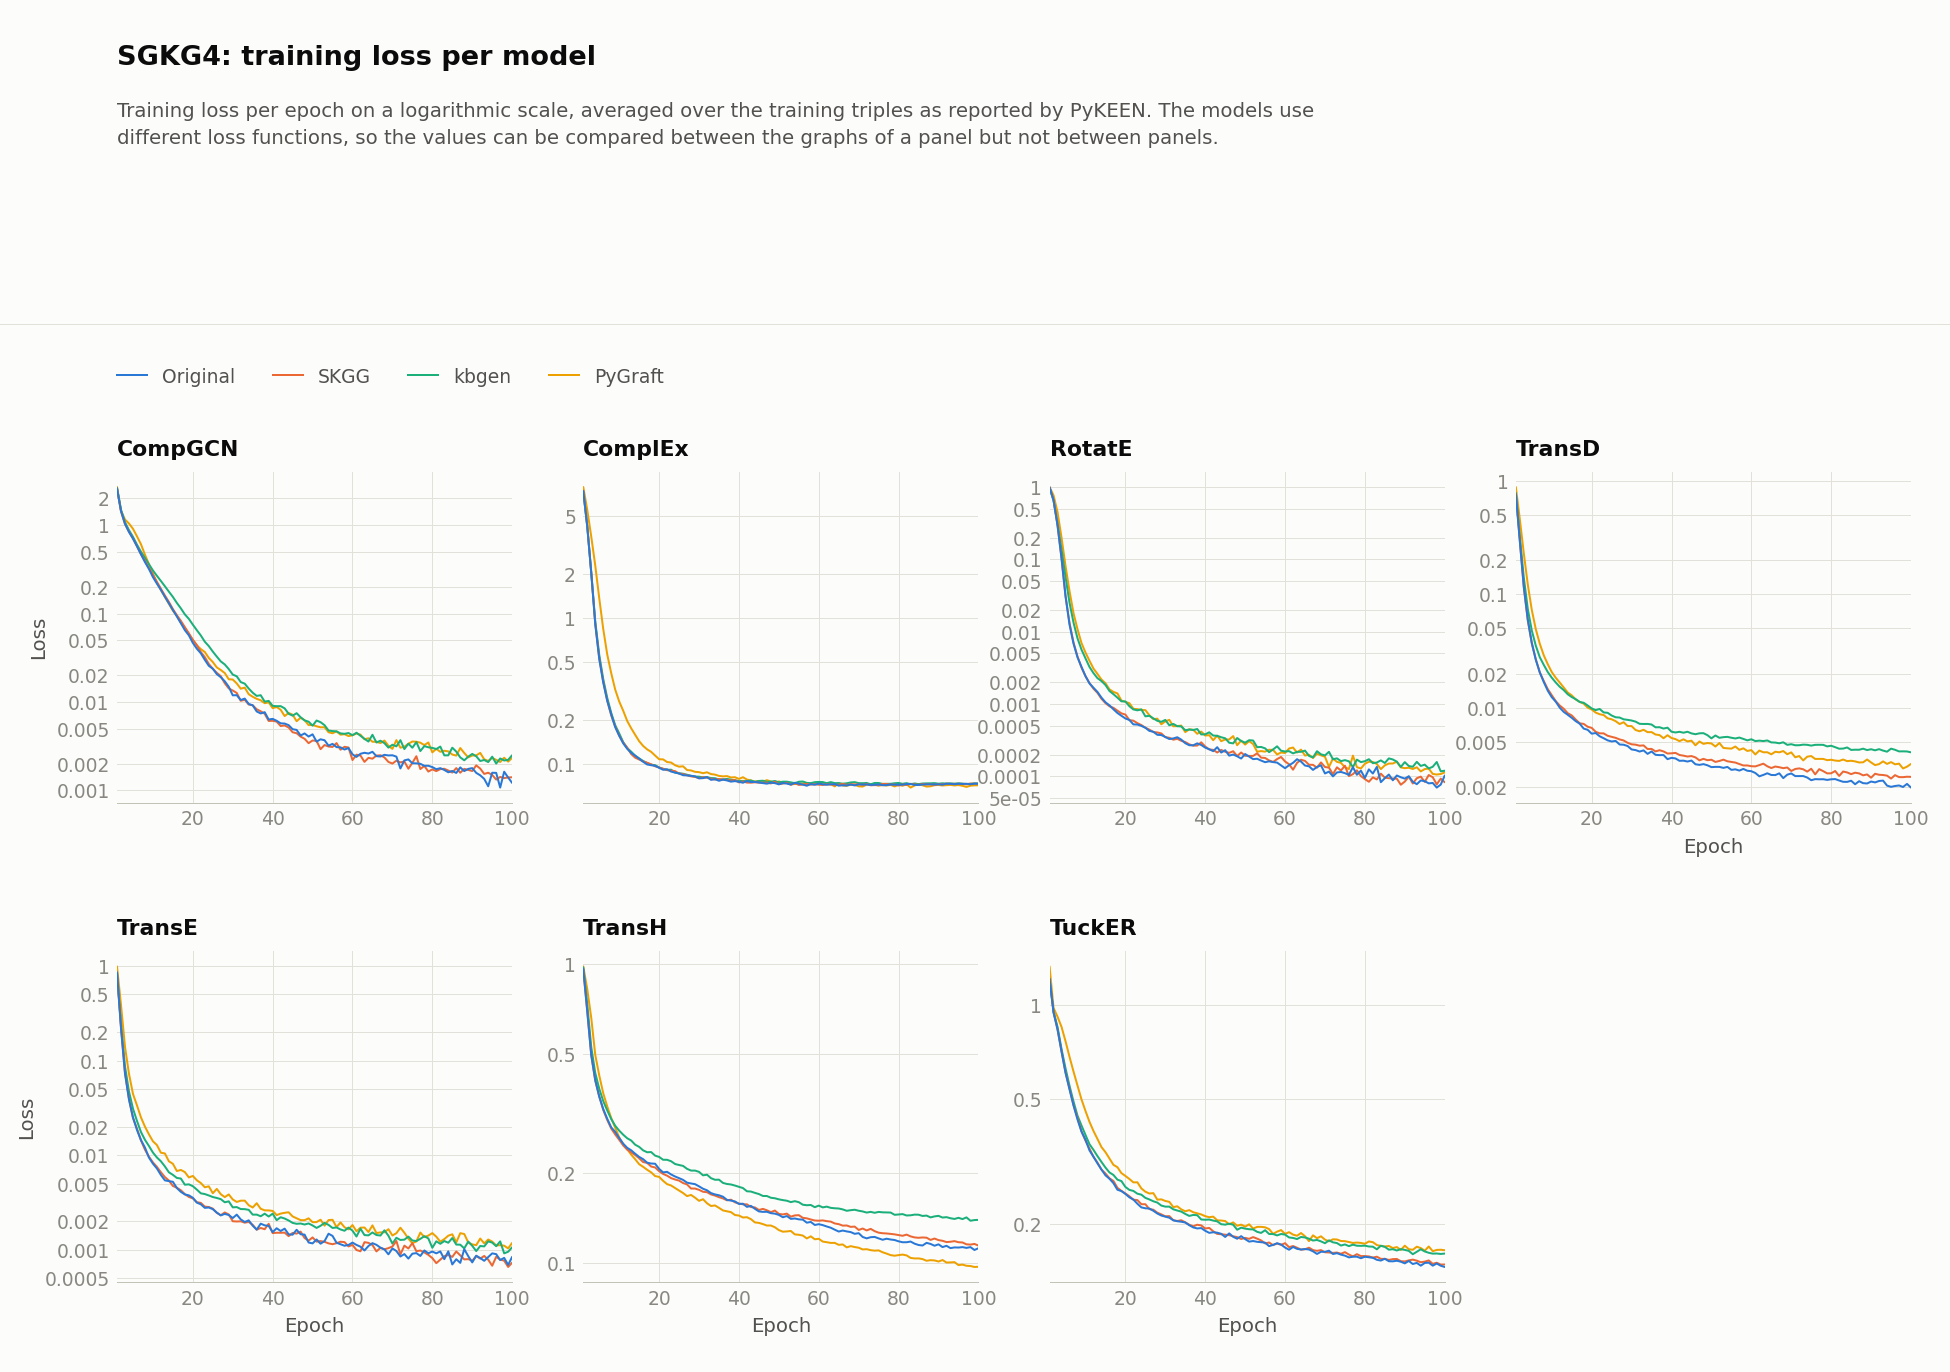 SGKG4: training loss per model
Training loss per epoch on a logarithmic scale, averaged over the training triples as reported by PyKEEN. The models use
different loss functions, so the values can be compared between the graphs of a panel but not between panels.
Original SKGG kbgen PyGraft
CompGCN
2
1
0.5
0.2
0.1
0.05
0.02
0.01
0.005
0.002
0.001
Loss
20 40 60 80 100
ComplEx
5
2
1
0.5
0.2
0.1
20 40 60 80 100
RotatE
1
0.5
0.2
0.1
0.05
0.02
0.01
0.005
0.002
0.001
0.0005
0.0002
0.0001
5e-05
20 40 60 80 100
TransD
1
0.5
0.2
0.1
0.05
0.02
0.01
0.005
0.002
20 40 60 80 100
Epoch
TransE
1
0.5
0.2
0.1
0.05
0.02
0.01
0.005
0.002
0.001
0.0005
Loss
20 40 60 80 100
Epoch
TransH
1
0.5
0.2
0.1
20 40 60 80 100
Epoch
TuckER
1
0.5
0.2
20 40 60 80 100
Epoch